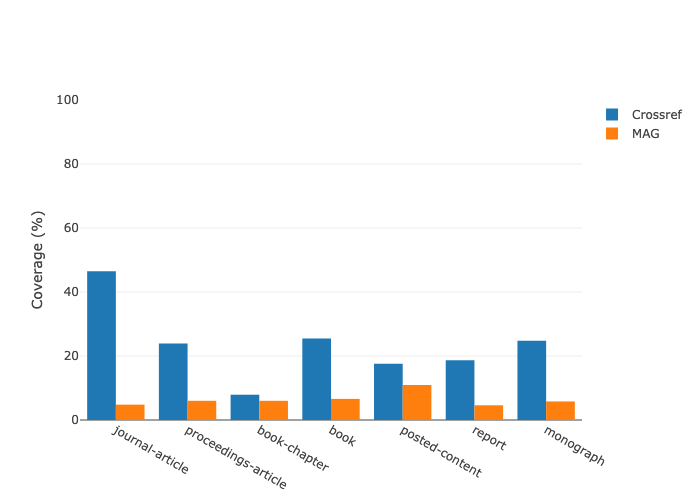 100
80
60
40
20
0
Coverage (%)
journal-article
proceedings-article
book-chapter
book
posted-content
report
monograph
Crossref
MAG